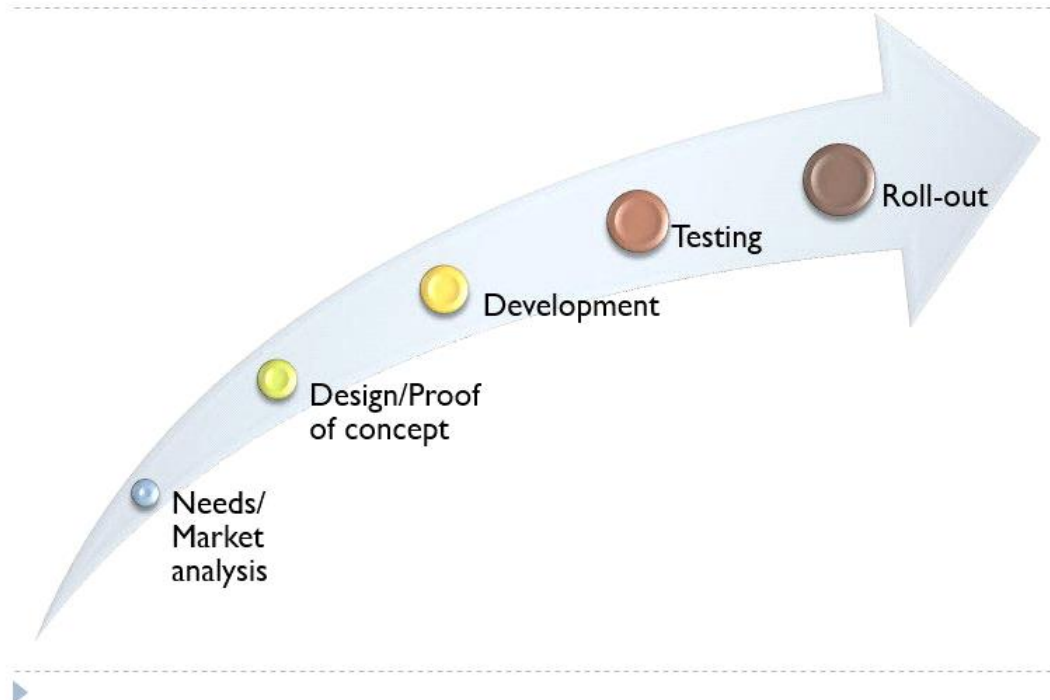 Roll-out
Testing
Development
Design/Proof
of concept
Needs/
Market
analysis